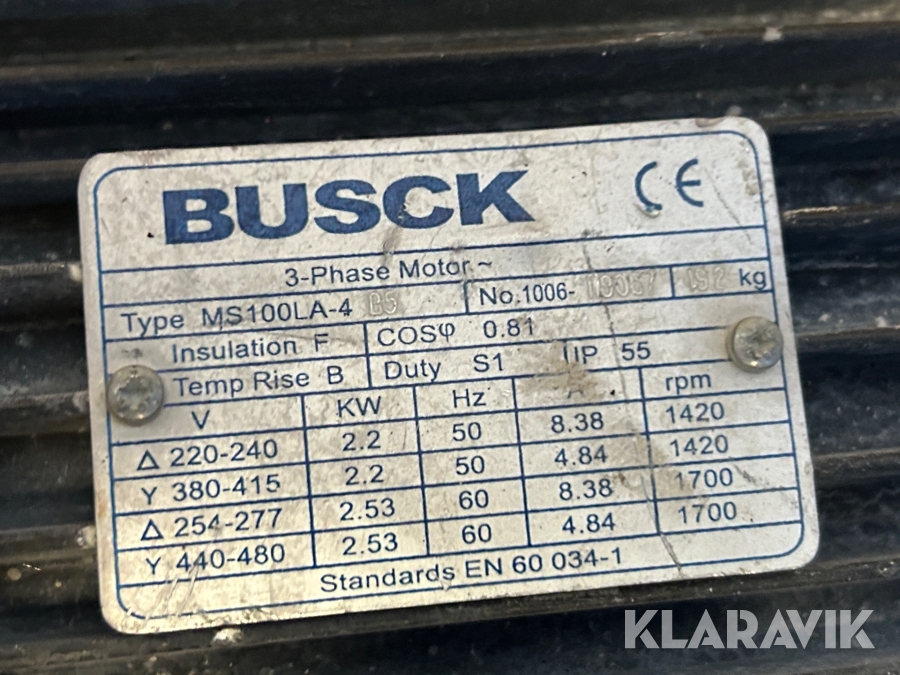 BUSCK CE
3-Phase Motor ~
Type MS100LA-4 No.1006- kg
Insulation F COSφ 0.81
Temp Rise B Duty S1 IP 55
V KW Hz A rpm
Δ 220-240 2.2 50 8.38 1420
Y 380-415 2.2 50 4.84 1420
Δ 254-277 2.53 60 8.38 1700
Y 440-480 2.53 60 4.84 1700
Standards EN 60 034-1
KLARAVIK